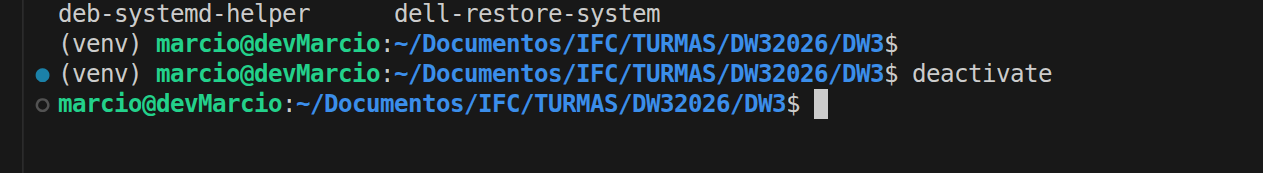 deb-systemd-helper dell-restore-system
(venv) marcio@devMarcio:~/Documentos/IFC/TURMAS/DW32026/DW3$
(venv) marcio@devMarcio:~/Documentos/IFC/TURMAS/DW32026/DW3$ deactivate
marcio@devMarcio:~/Documentos/IFC/TURMAS/DW32026/DW3$